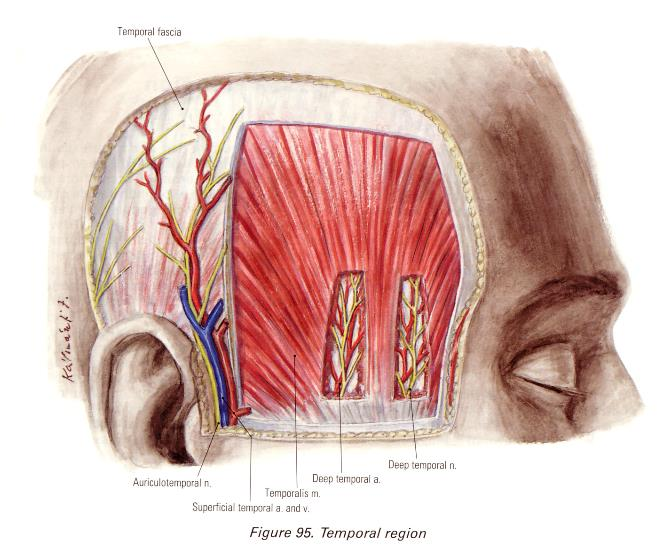 Temporal fascia
Deep temporal n.
Deep temporal a.
Auriculotemporal n.
Temporalis m.
Superficial temporal a. and v.
Figure 95. Temporal region